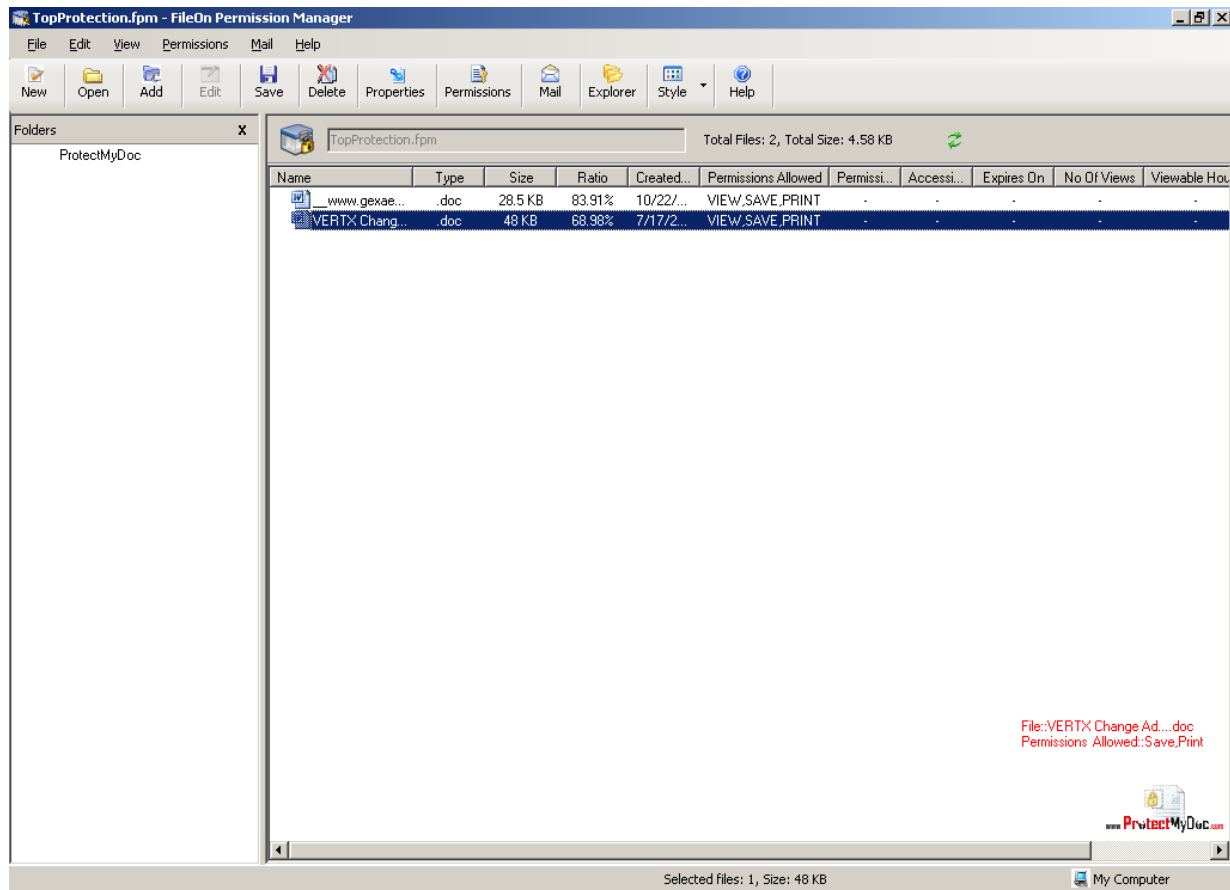 TopProtection.fpm - FileOn Permission Manager
File Edit View Permissions Mail Help
New Open Add Edit Save Delete Properties Permissions Mail Explorer Style Help
Folders X
ProtectMyDoc
TopProtection.fpm Total Files: 2, Total Size: 4.58 KB
Name Type Size Ratio Created... Permissions Allowed Permissi... Accessi... Expires On No Of Views Viewable Hou
__www.gexae... .doc 28.5 KB 83.91% 10/22/... VIEW,SAVE,PRINT - - - - -
VERTX Chang... .doc 48 KB 68.98% 7/17/2... VIEW,SAVE,PRINT - - - - -
File::VERTX Change Ad....doc
Permissions Allowed::Save,Print
www.ProtectMyDoc.com
Selected files: 1, Size: 48 KB My Computer